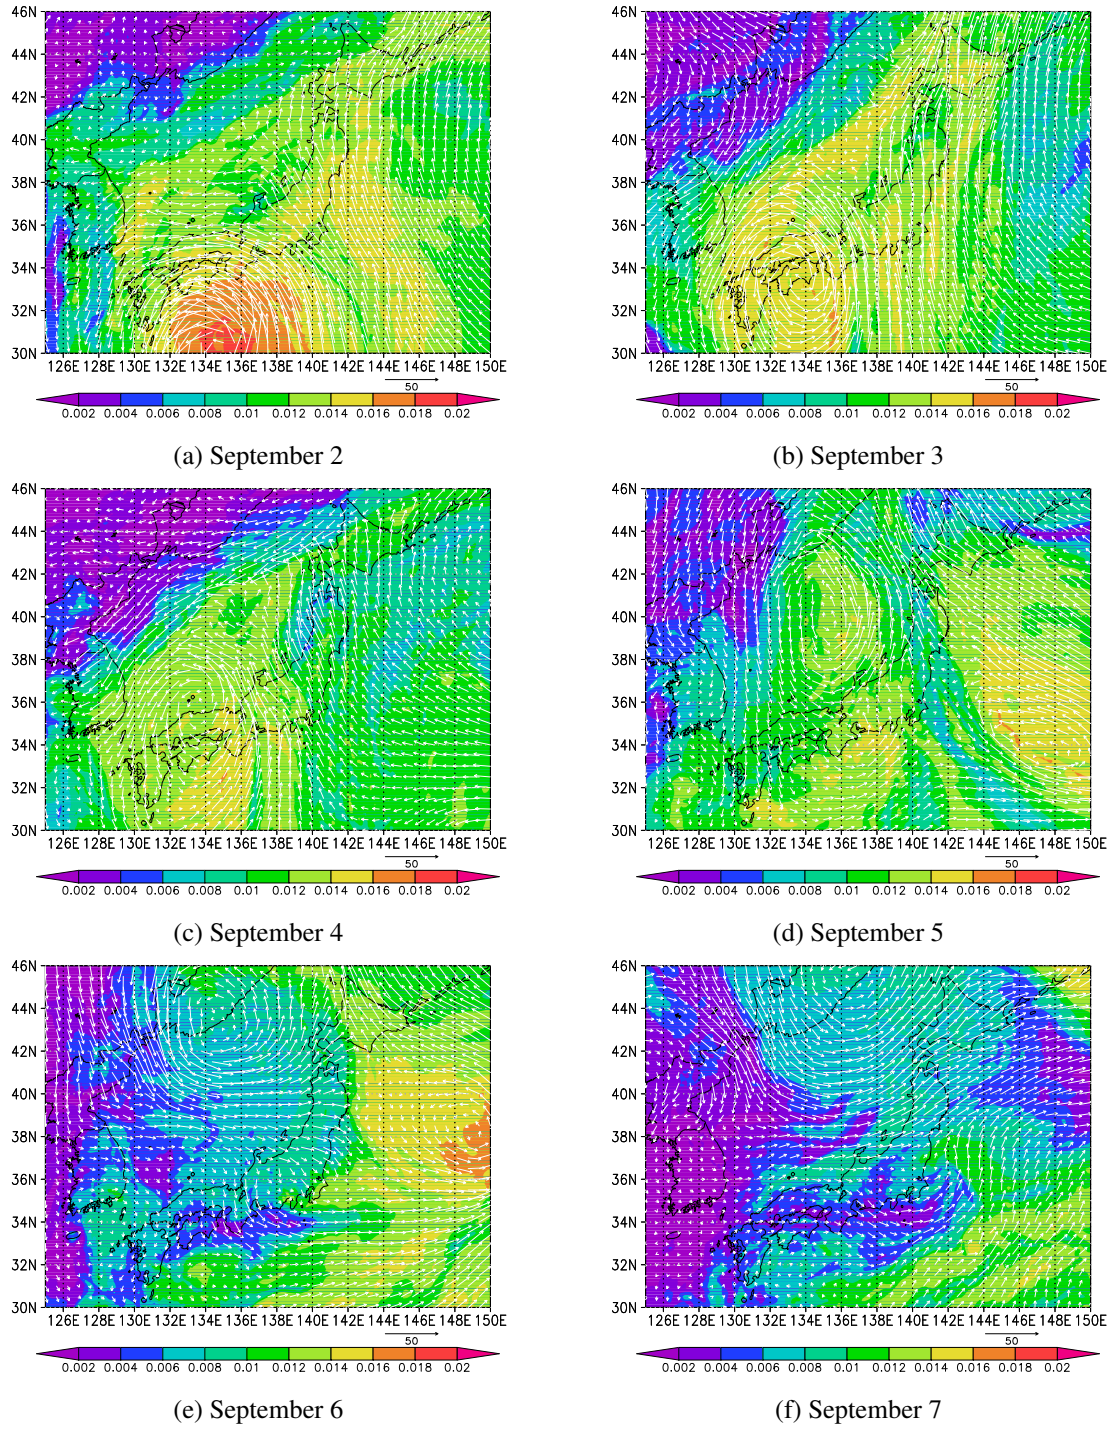 46N 46N
44N 44N
42N 42N
40N 40N
38N 38N
36N 36N
34N 34N
32N 32N
30N 30N
126E 128E 130E 132E 134E 136E 138E 140E 142E 144E 146E 148E 150E 126E 128E 130E 132E 134E 136E 138E 140E 142E 144E 146E 148E 150E
50 50
0.002 0.004 0.006 0.008 0.01 0.012 0.014 0.016 0.018 0.02 0.002 0.004 0.006 0.008 0.01 0.012 0.014 0.016 0.018 0.02
(a) September 2 (b) September 3
46N 46N
44N 44N
42N 42N
40N 40N
38N 38N
36N 36N
34N 34N
32N 32N
30N 30N
126E 128E 130E 132E 134E 136E 138E 140E 142E 144E 146E 148E 150E 126E 128E 130E 132E 134E 136E 138E 140E 142E 144E 146E 148E 150E
50 50
0.002 0.004 0.006 0.008 0.01 0.012 0.014 0.016 0.018 0.02 0.002 0.004 0.006 0.008 0.01 0.012 0.014 0.016 0.018 0.02
(c) September 4 (d) September 5
46N 46N
44N 44N
42N 42N
40N 40N
38N 38N
36N 36N
34N 34N
32N 32N
30N 30N
126E 128E 130E 132E 134E 136E 138E 140E 142E 144E 146E 148E 150E 126E 128E 130E 132E 134E 136E 138E 140E 142E 144E 146E 148E 150E
50 50
0.002 0.004 0.006 0.008 0.01 0.012 0.014 0.016 0.018 0.02 0.002 0.004 0.006 0.008 0.01 0.012 0.014 0.016 0.018 0.02
(e) September 6 (f) September 7